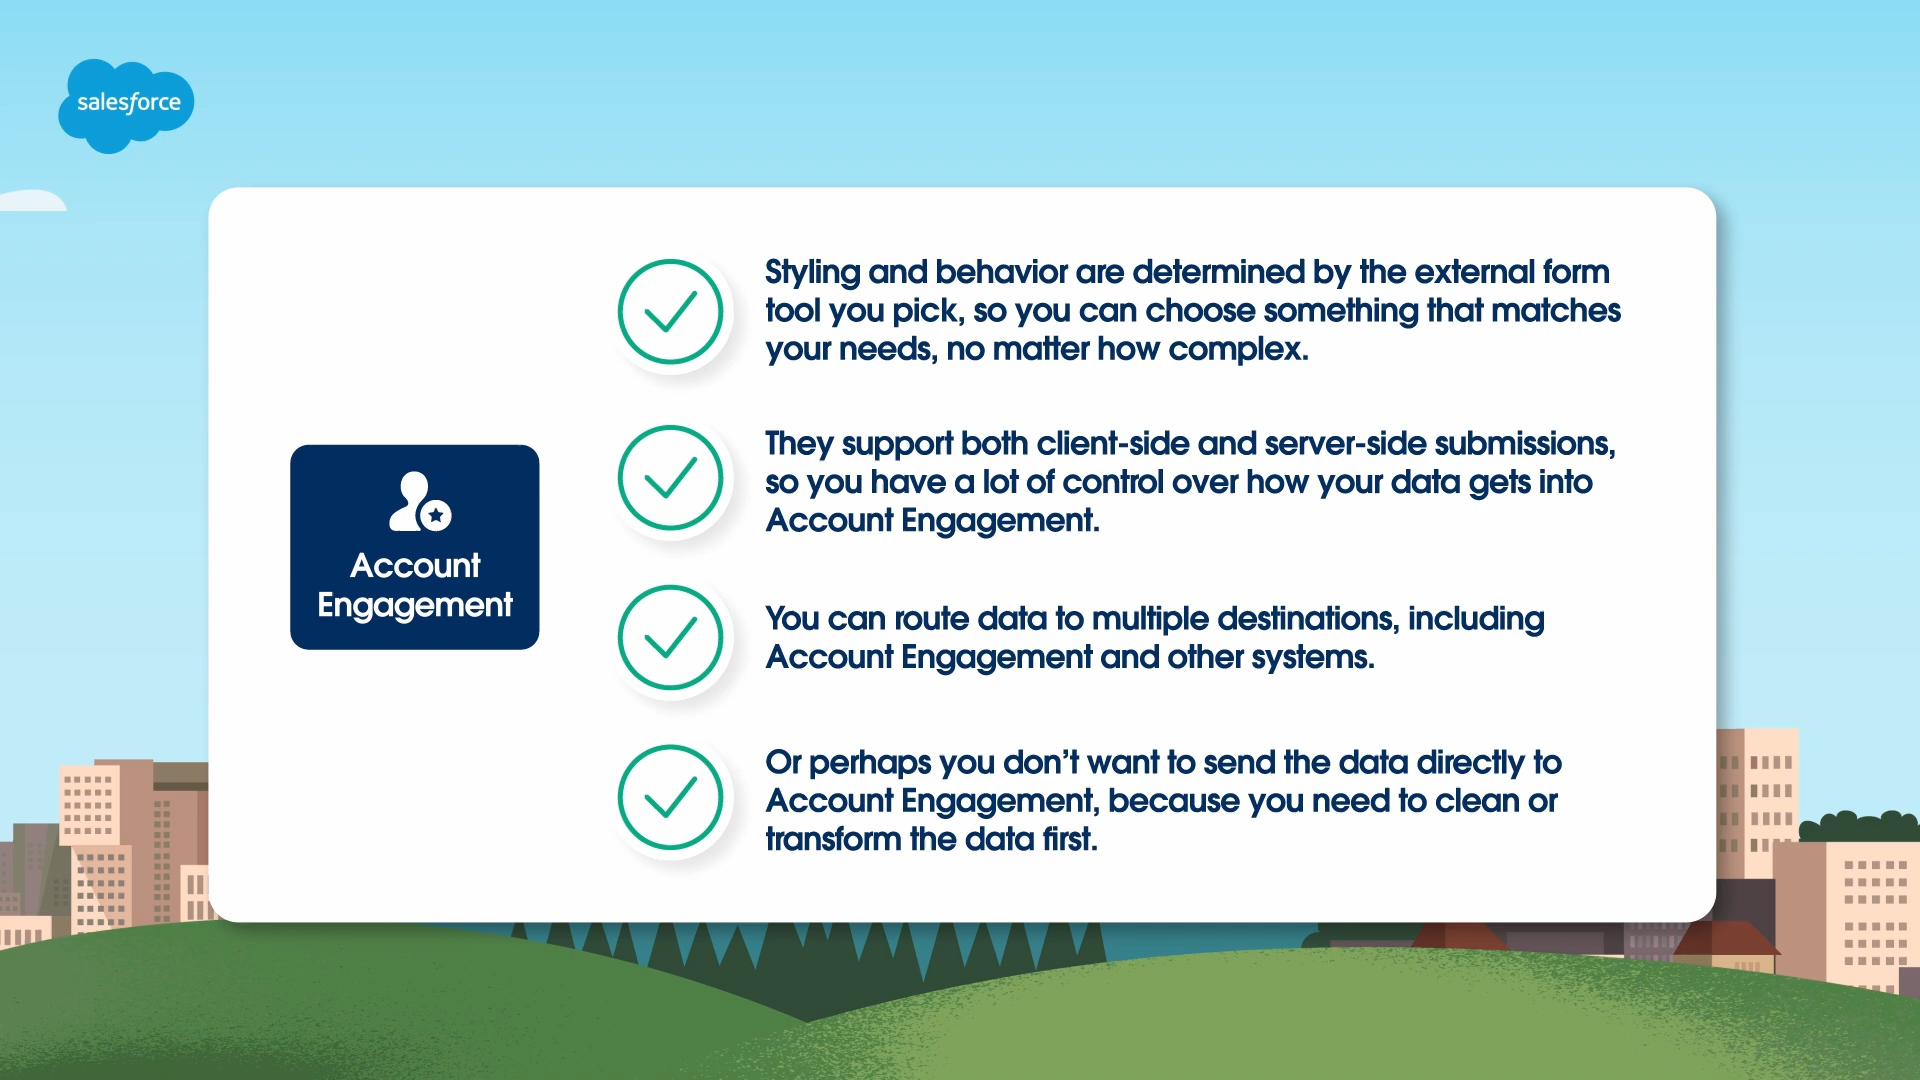 salesforce
Account
Engagement
Styling and behavior are determined by the external form
tool you pick, so you can choose something that matches
your needs, no matter how complex.
They support both client-side and server-side submissions,
so you have a lot of control over how your data gets into
Account Engagement.
You can route data to multiple destinations, including
Account Engagement and other systems.
Or perhaps you don’t want to send the data directly to
Account Engagement, because you need to clean or
transform the data first.